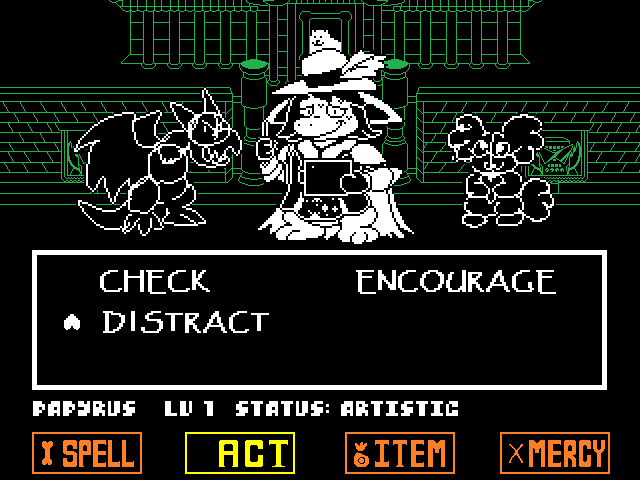 CHECK ENCOURAGE
DISTRACT
PAPYRUS LV 1 STATUS: ARTISTIC
SPELL ACT ITEM MERCY